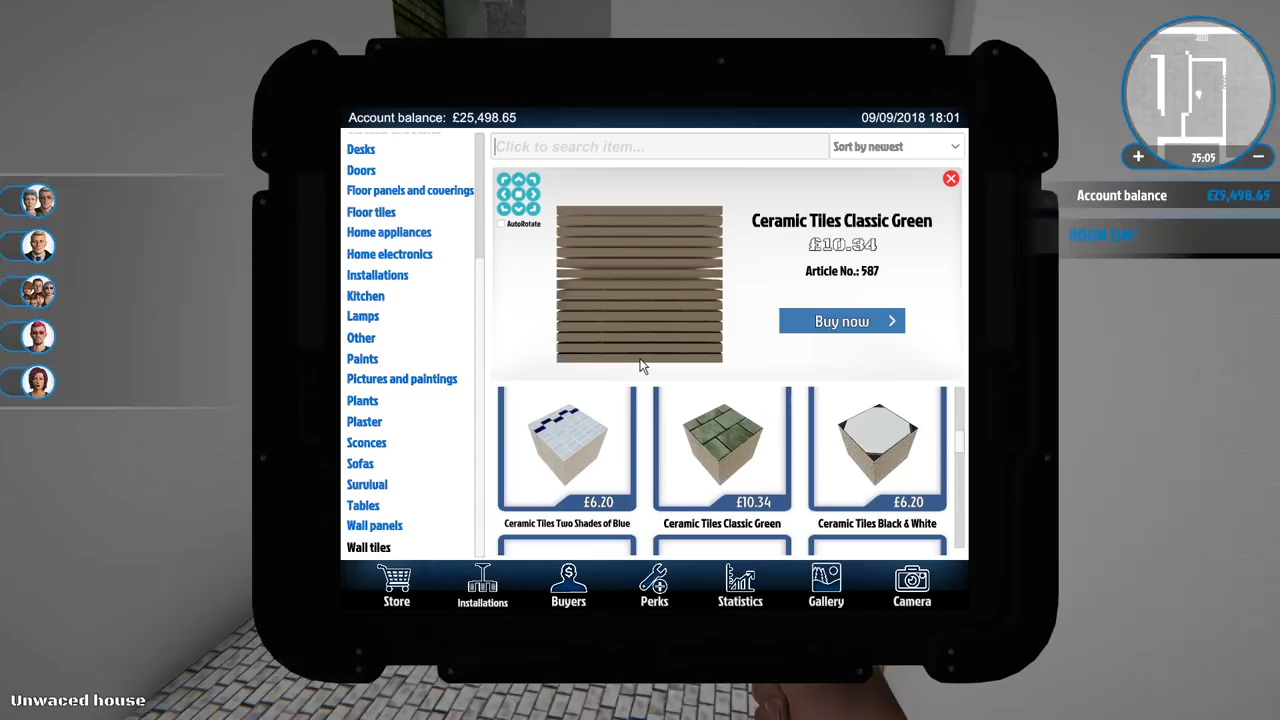 Account balance: £25,498.65
09/09/2018 18:01
Desks
Doors
Floor panels and coverings
Floor tiles
Home appliances
Home electronics
Installations
Kitchen
Lamps
Other
Paints
Pictures and paintings
Plants
Plaster
Sconces
Sofas
Survival
Tables
Wall panels
Wall tiles
Click to search item...
Sort by newest
AutoRotate
Ceramic Tiles Classic Green
£10.34
Article No.: 587
Buy now
£6.20
£10.34
£6.20
Ceramic Tiles Two Shades of Blue
Ceramic Tiles Classic Green
Ceramic Tiles Black & White
Store
Installations
Buyers
Perks
Statistics
Gallery
Camera
25:05
Account balance £25,498.65
Unwaced house